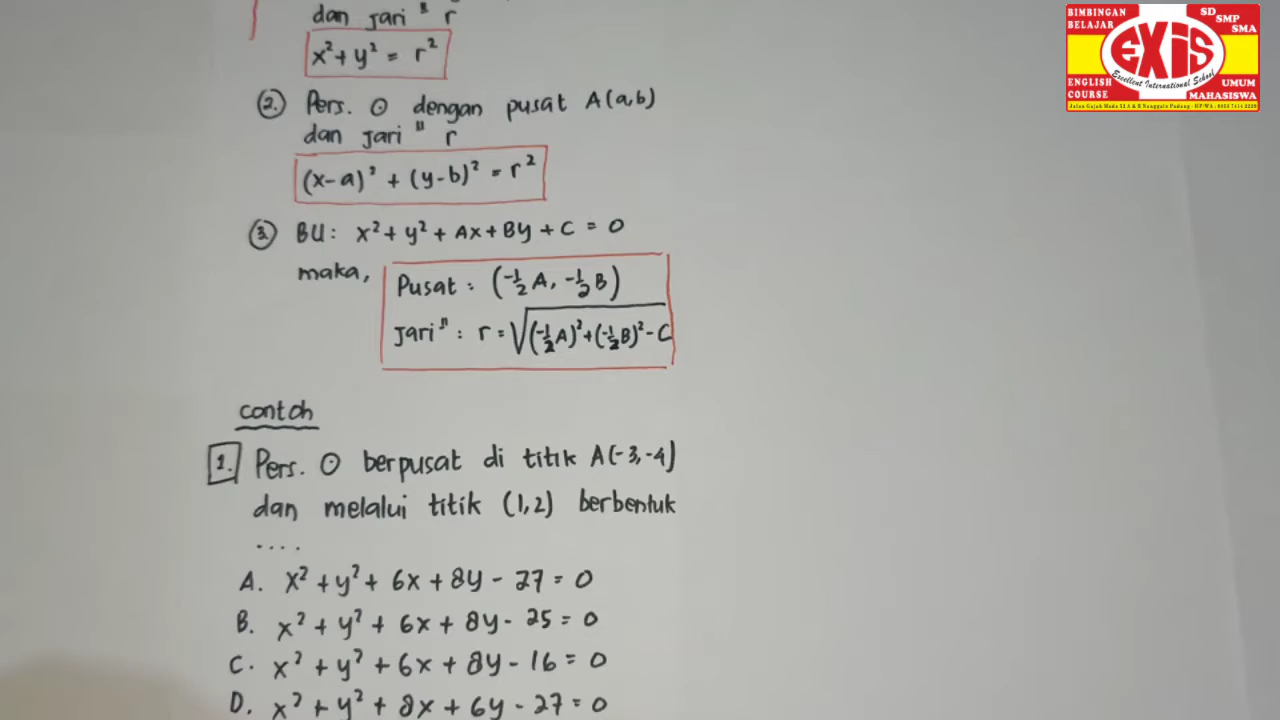 dan jari " r
x² + y² = r²
② Pers. ⊙ dengan pusat A(a,b)
dan jari " r
(x-a)² + (y-b)² = r²
③ BU: x² + y² + Ax + By + C = 0
maka,
Pusat : (-½A, -½B)
Jari " : r = √((-½A)² + (-½B)² - C)
contoh
1. Pers. ⊙ berpusat di titik A(-3,-4)
dan melalui titik (1,2) berbentuk
....
A. x² + y² + 6x + 8y - 27 = 0
B. x² + y² + 6x + 8y - 25 = 0
C. x² + y² + 6x + 8y - 16 = 0
D. x² + y² + 8x + 6y - 27 = 0
BIMBINGAN
BELAJAR
SD
SMP
SMA
EXIS
Excellent International School
ENGLISH
COURSE
UMUM
MAHASISWA